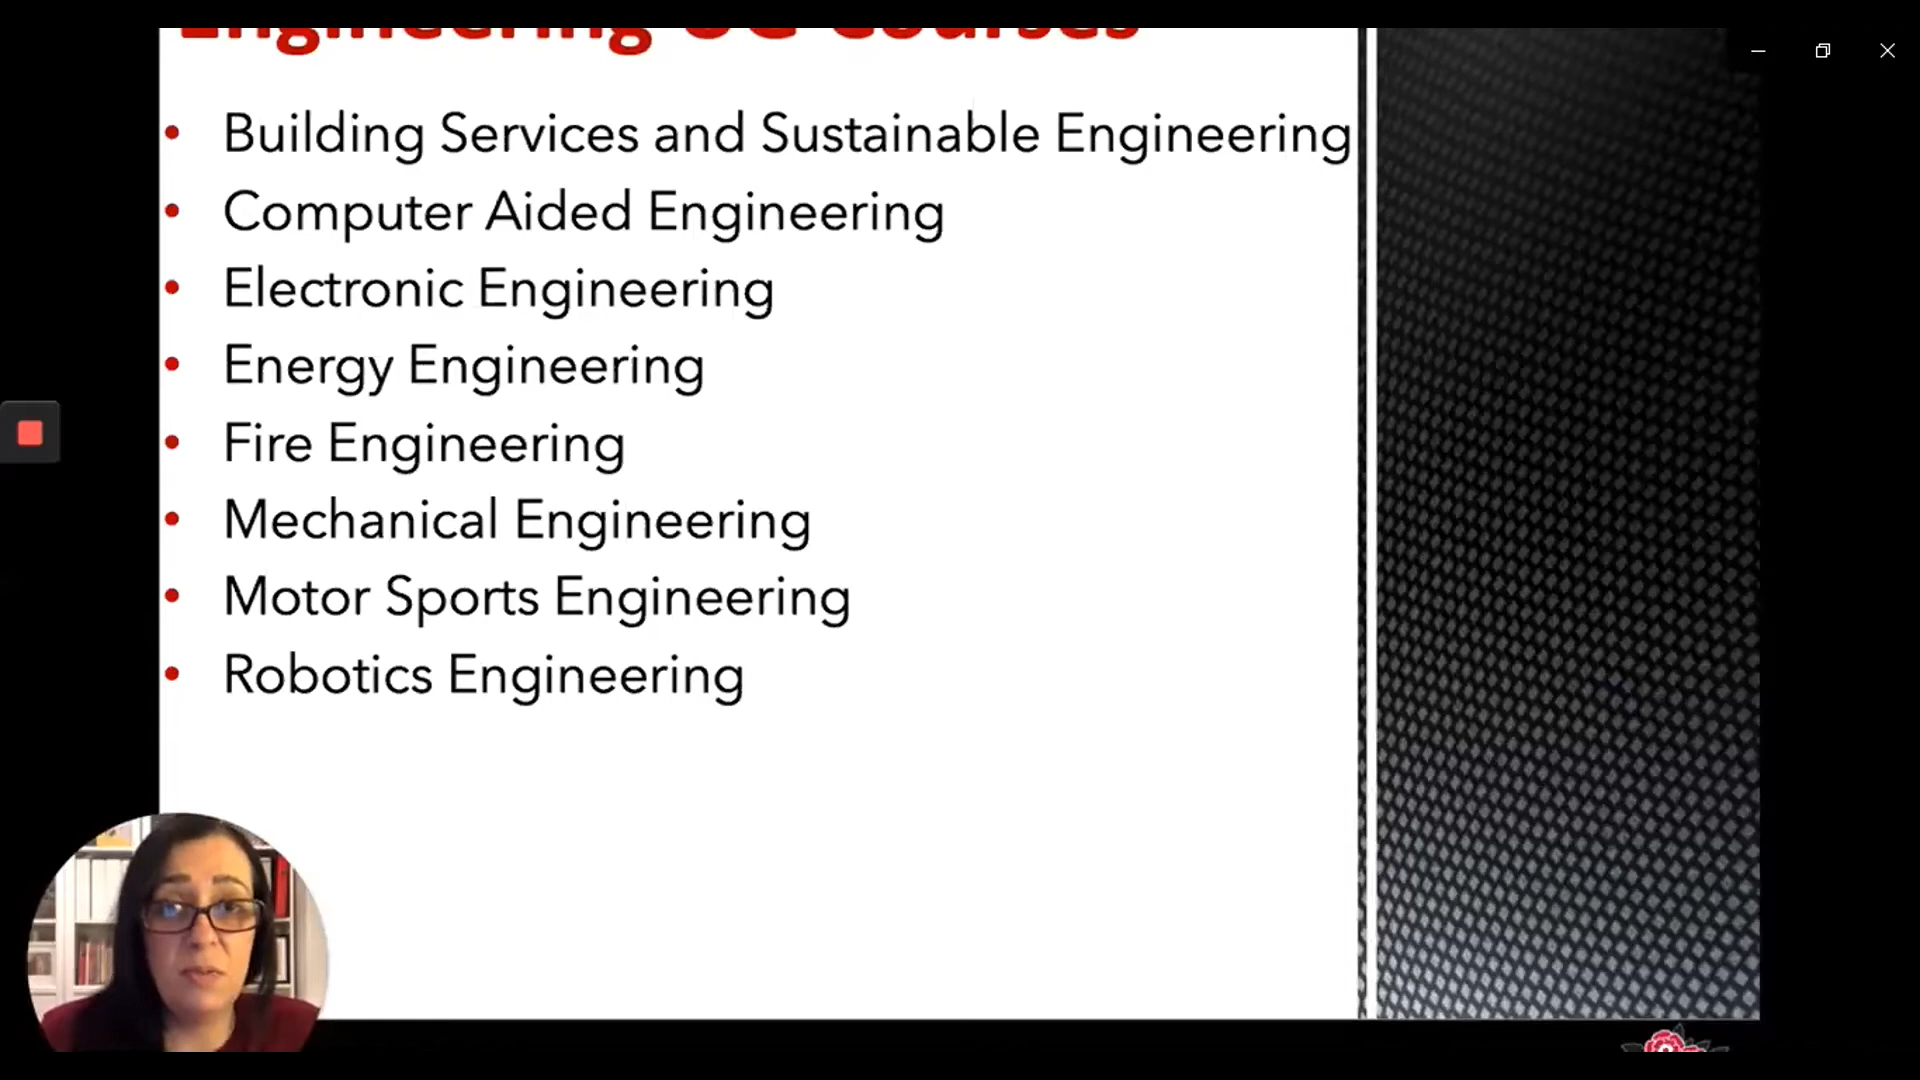 Engineering UG Courses
• Building Services and Sustainable Engineering
• Computer Aided Engineering
• Electronic Engineering
• Energy Engineering
• Fire Engineering
• Mechanical Engineering
• Motor Sports Engineering
• Robotics Engineering